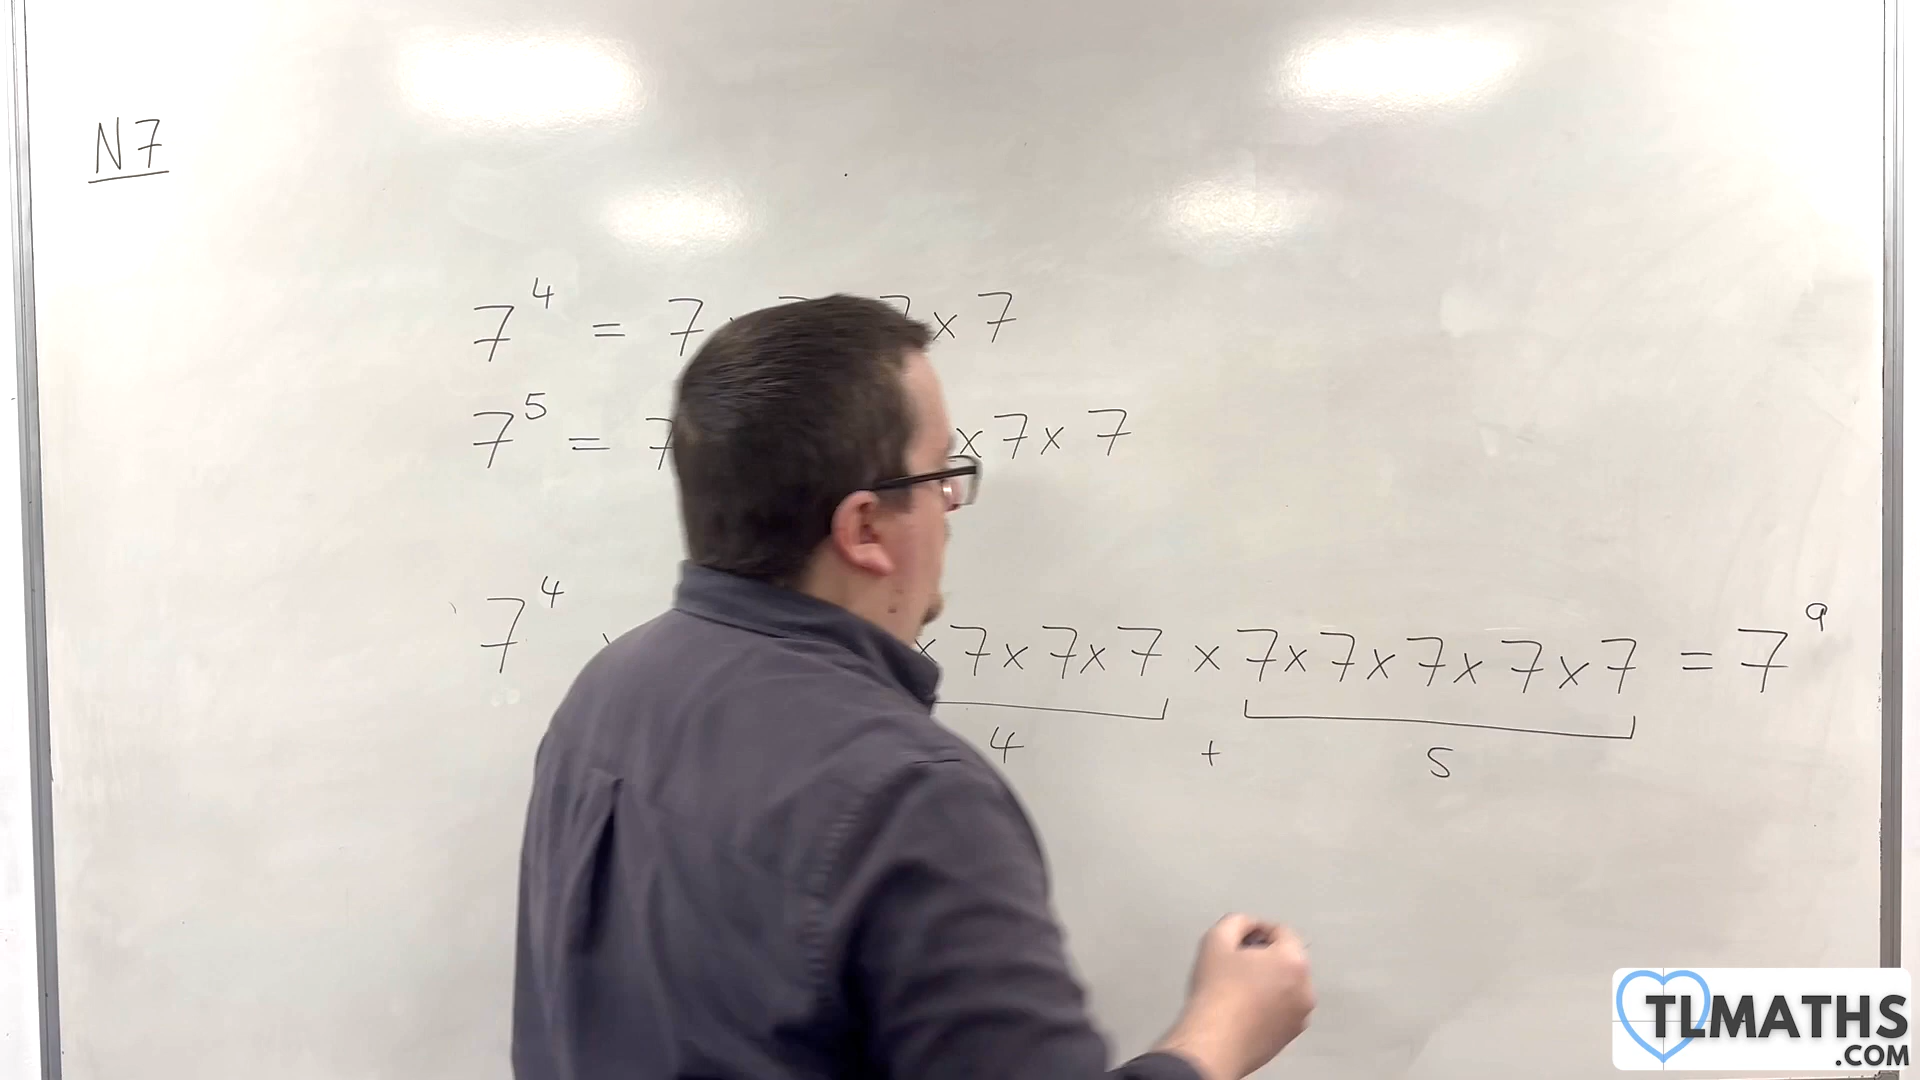 N7
7⁴ = 7 × 7
7⁵ = 7 × 7 × 7
7⁴ × 7 × 7 × 7 × 7 × 7 × 7 × 7 × 7 = 7⁹
4 + 5
TLMATHS
.COM